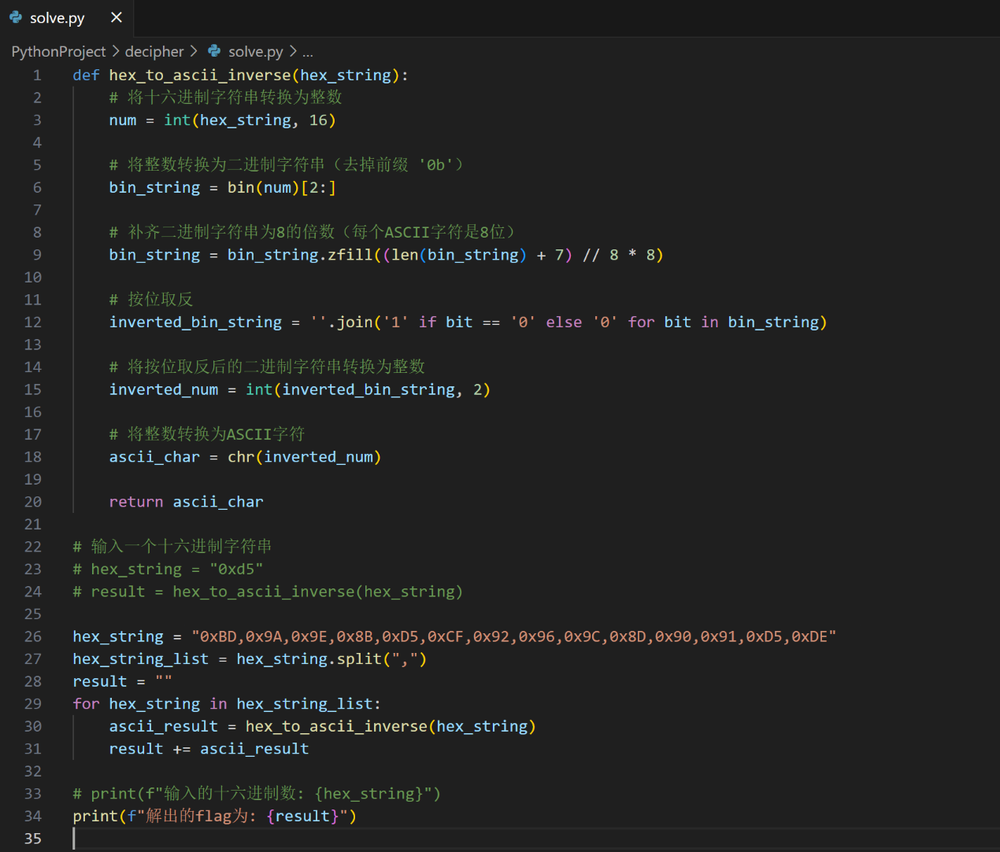 solve.py
PythonProject > decipher > solve.py > ...
1 def hex_to_ascii_inverse(hex_string):
2     # 将十六进制字符串转换为整数
3     num = int(hex_string, 16)
4
5     # 将整数转换为二进制字符串（去掉前缀 '0b'）
6     bin_string = bin(num)[2:]
7
8     # 补齐二进制字符串为8的倍数（每个ASCII字符是8位）
9     bin_string = bin_string.zfill((len(bin_string) + 7) // 8 * 8)
10
11     # 按位取反
12     inverted_bin_string = ''.join('1' if bit == '0' else '0' for bit in bin_string)
13
14     # 将按位取反后的二进制字符串转换为整数
15     inverted_num = int(inverted_bin_string, 2)
16
17     # 将整数转换为ASCII字符
18     ascii_char = chr(inverted_num)
19
20     return ascii_char
21
22 # 输入一个十六进制字符串
23 # hex_string = "0xd5"
24 # result = hex_to_ascii_inverse(hex_string)
25
26 hex_string = "0xBD,0x9A,0x9E,0x8B,0xD5,0xCF,0x92,0x96,0x9C,0x8D,0x90,0x91,0xD5,0xDE"
27 hex_string_list = hex_string.split(",")
28 result = ""
29 for hex_string in hex_string_list:
30     ascii_result = hex_to_ascii_inverse(hex_string)
31     result += ascii_result
32
33 # print(f"输入的十六进制数: {hex_string}")
34 print(f"解出的flag为: {result}")
35